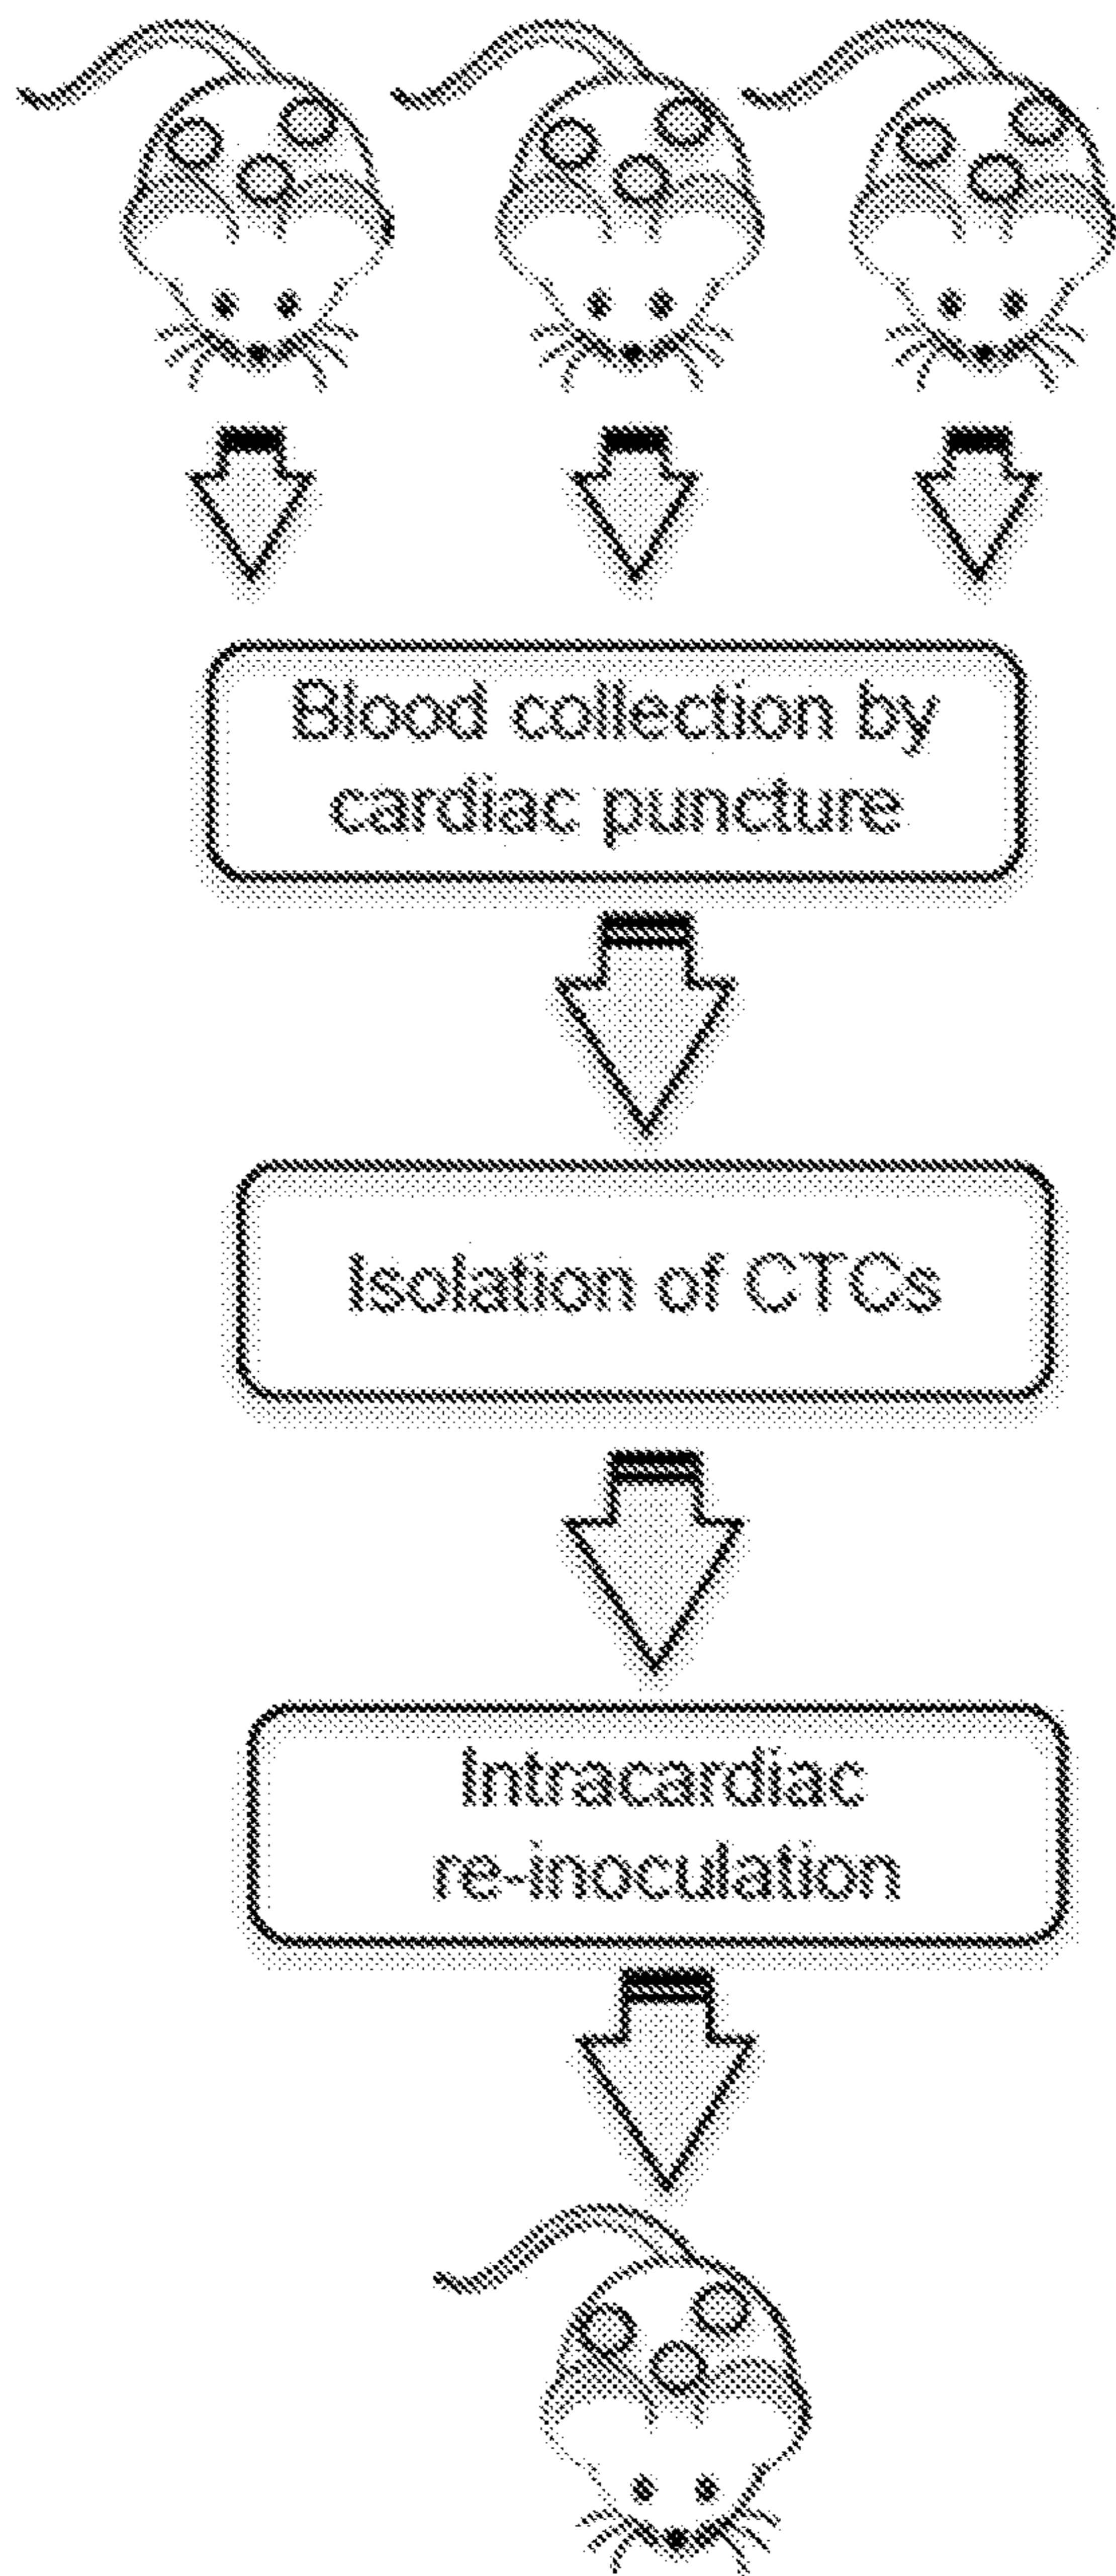 Blood collection by
cardiac puncture
Isolation of CTCs
Intracardiac
re-inoculation